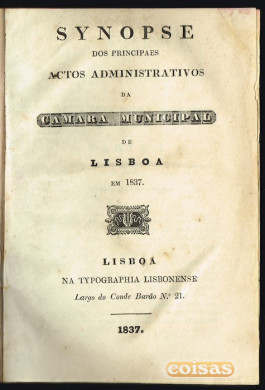 SYNOPSE
DOS PRINCIPAES
ACTOS ADMINISTRATIVOS
DA
CAMARA MUNICIPAL
DE
LISBOA
EM 1837.
LISBOA
NA TYPOGRAPHIA LISBONENSE
Largo do Conde Barão N.º 21.
1837.
coisas